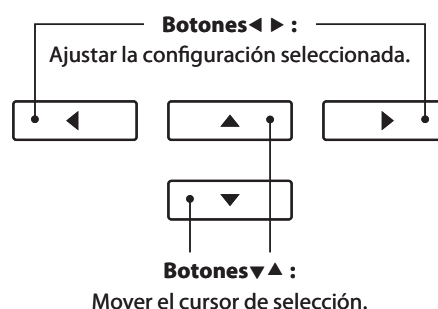 Botones◀ ▶ :
Ajustar la configuración seleccionada.
Botones▼▲ :
Mover el cursor de selección.